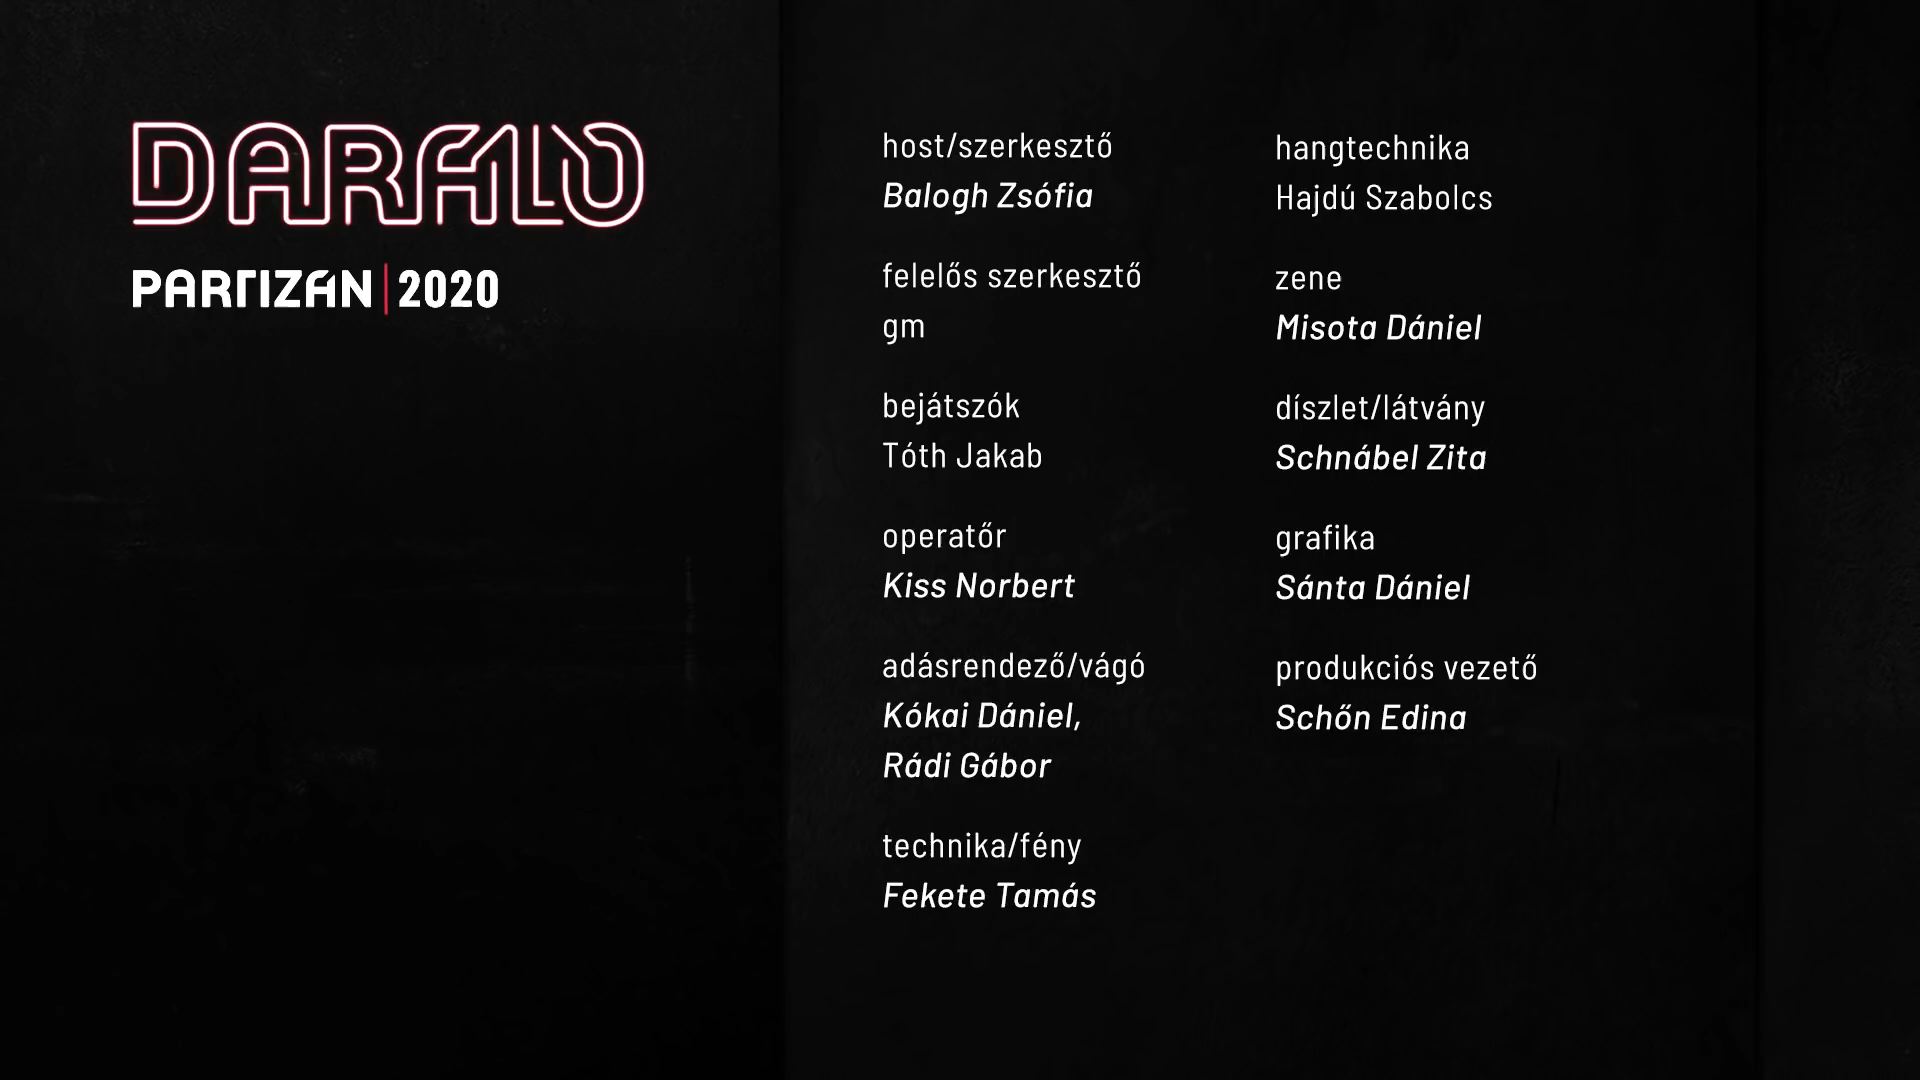 DARÁLÓ
PARTIZÁN | 2020
host/szerkesztő
Balogh Zsófia
felelős szerkesztő
gm
bejátszók
Tóth Jakab
operatőr
Kiss Norbert
adásrendező/vágó
Kókai Dániel,
Rádi Gábor
technika/fény
Fekete Tamás
hangtechnika
Hajdú Szabolcs
zene
Misota Dániel
díszlet/látvány
Schnábel Zita
grafika
Sánta Dániel
produkciós vezető
Schőn Edina